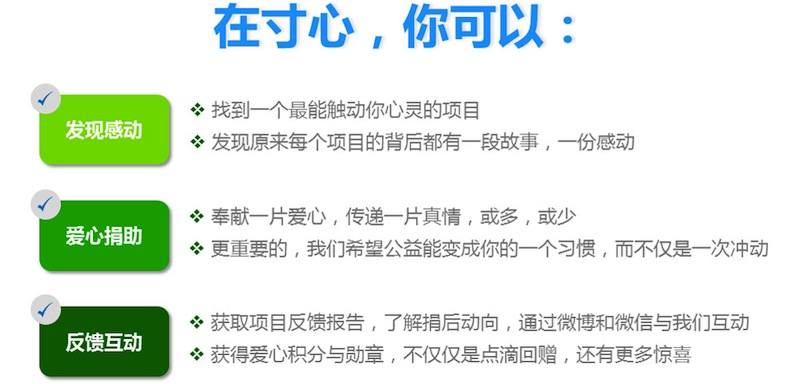 在寸心，你可以：
发现感动
找到一个最能触动你心灵的项目
发现原来每个项目的背后都有一段故事，一份感动
爱心捐助
奉献一片爱心，传递一片真情，或多，或少
更重要的，我们希望公益能变成你的一个习惯，而不仅是一次冲动
反馈互动
获取项目反馈报告，了解捐后动向，通过微博和微信与我们互动
获得爱心积分与勋章，不仅仅是点滴回赠，还有更多惊喜